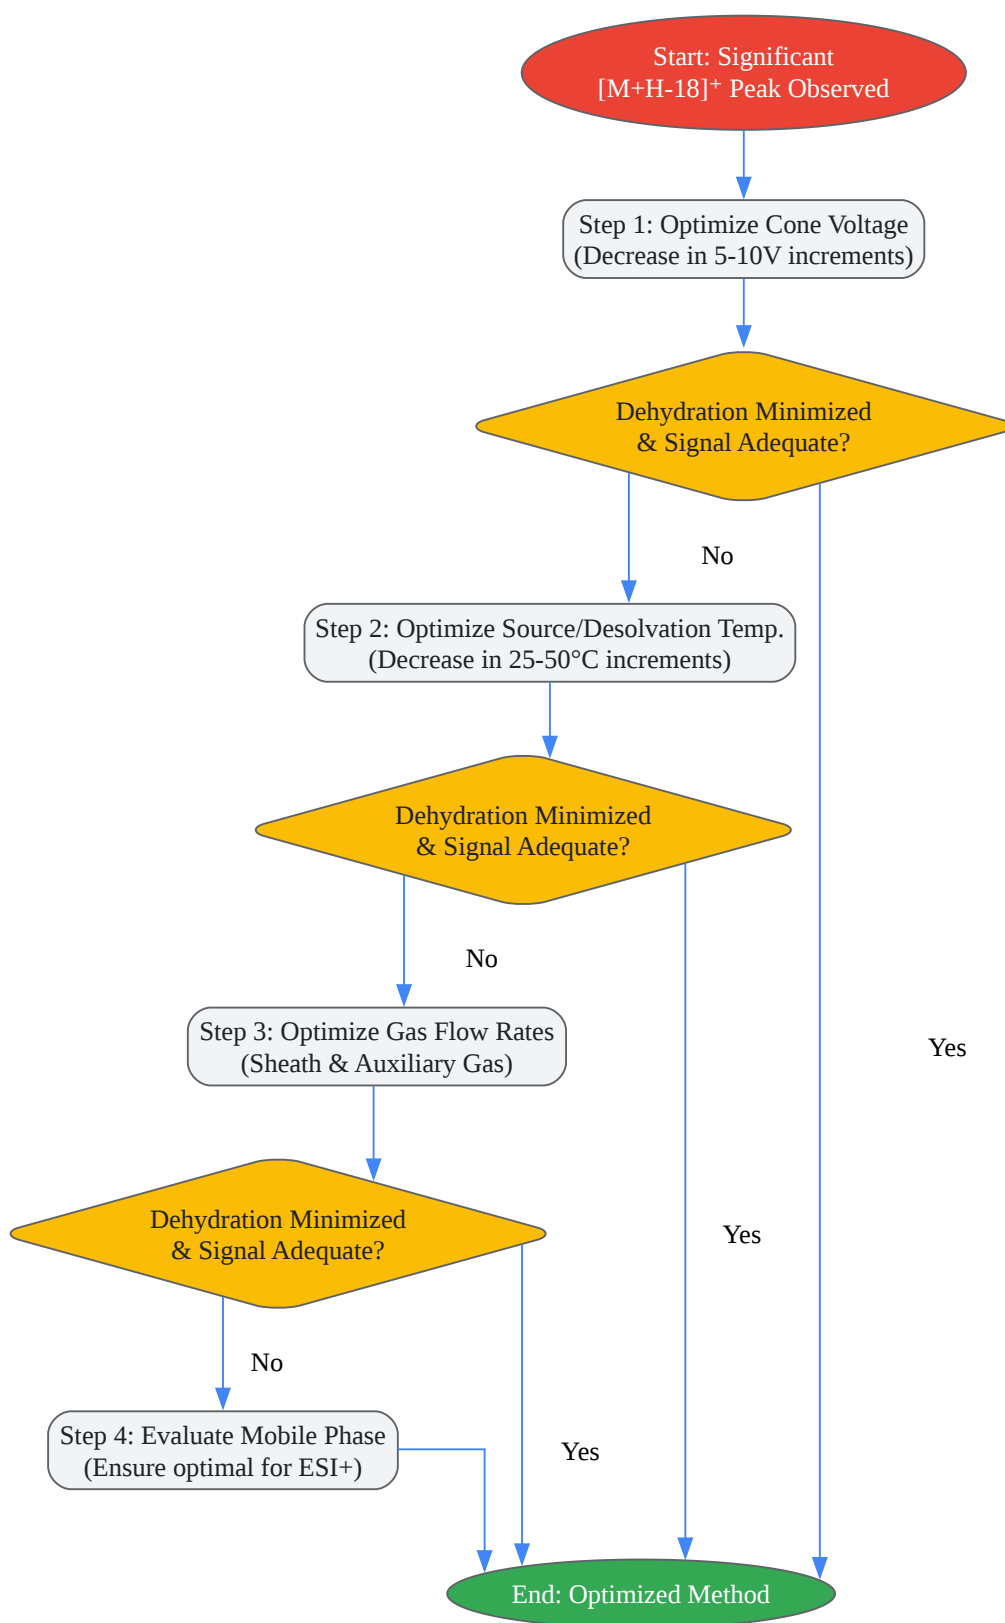 Start: Significant
[M+H-18]⁺ Peak Observed
Step 1: Optimize Cone Voltage
(Decrease in 5-10V increments)
Dehydration Minimized
& Signal Adequate?
No
Step 2: Optimize Source/Desolvation Temp.
(Decrease in 25-50°C increments)
Dehydration Minimized
& Signal Adequate?
No
Step 3: Optimize Gas Flow Rates
(Sheath & Auxiliary Gas)
Yes
Dehydration Minimized
& Signal Adequate?
Yes
No
Step 4: Evaluate Mobile Phase
(Ensure optimal for ESI+)
Yes
End: Optimized Method